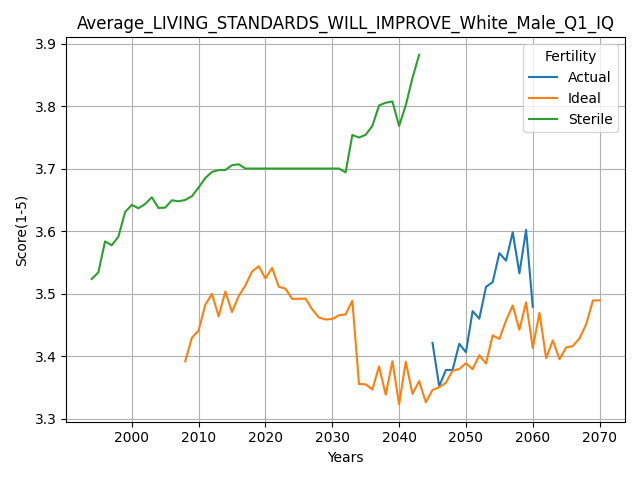 Average_LIVING_STANDARDS_WILL_IMPROVE_White_Male_Q1_IQ
Fertility
Actual
Ideal
Sterile
Score(1-5)
3.9
3.8
3.7
3.6
3.5
3.4
3.3
2000 2010 2020 2030 2040 2050 2060 2070
Years